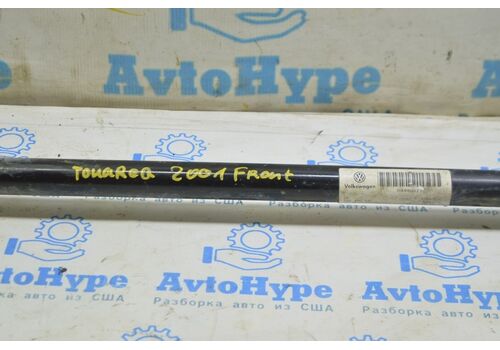 AvtoHype
Разборка авто из США
TOUAREG 2001 Front
Volkswagen
AvtoHype
Разборка авто из США
AvtoHype
Разборка авто из США